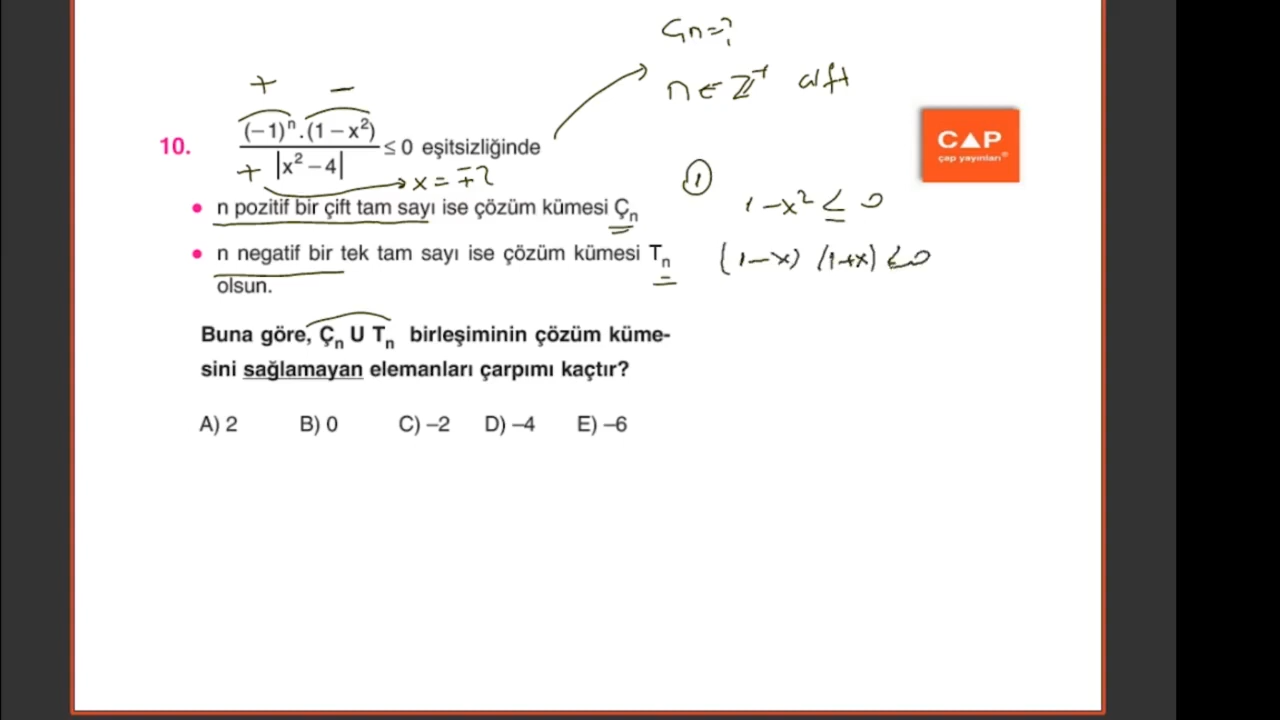 Çn=?
n ∈ Z⁺ çift
+ −
10. (−1)ⁿ.(1 − x²) / |x² − 4| ≤ 0 eşitsizliğinde
+ x = ∓2
• n pozitif bir çift tam sayı ise çözüm kümesi Çₙ
• n negatif bir tek tam sayı ise çözüm kümesi Tₙ
olsun.
① 1−x² ≤ 0
(1−x) (1+x) ≤0
Buna göre, Çₙ U Tₙ birleşiminin çözüm küme-
sini sağlamayan elemanları çarpımı kaçtır?
A) 2 B) 0 C) –2 D) –4 E) –6
CAP
çap yayınları®